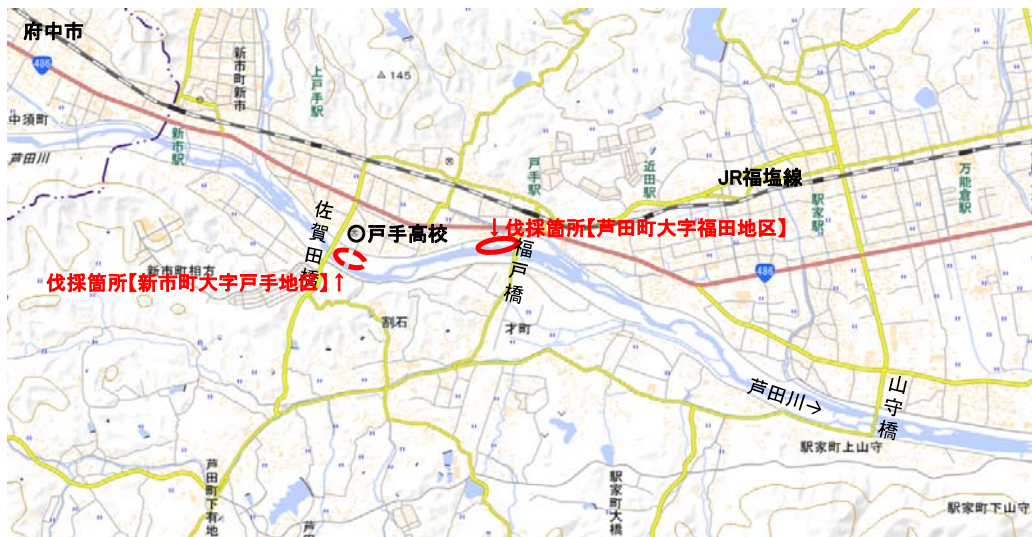 府中市
486
新市町新市
上戸手駅
145
中須町
芦田川
新市駅
戸手駅
近田駅
JR福塩線
駅家駅
万能倉駅
佐賀田橋
戸手高校
↓伐採箇所【芦田町大字福田地区】
福戸橋
新市町相方
伐採箇所【新市町大字戸手地区】↑
486
割石
才町
芦田川→
山守橋
駅家町上山守
芦田町下有地
芦
駅家町大橋
駅家町下山守